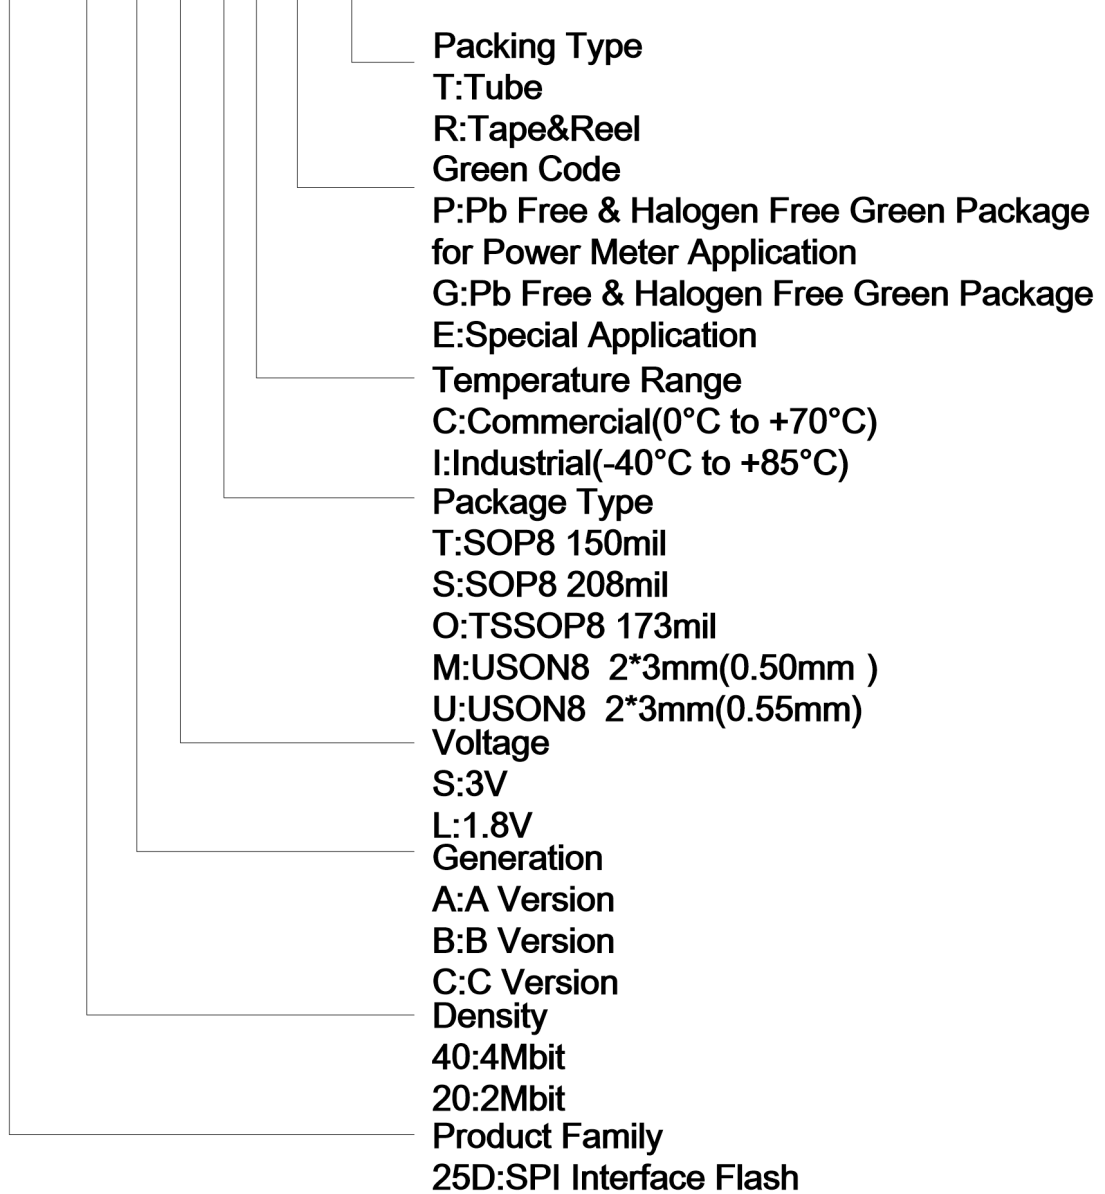 Packing Type
T:Tube
R:Tape&Reel
Green Code
P:Pb Free & Halogen Free Green Package
for Power Meter Application
G:Pb Free & Halogen Free Green Package
E:Special Application
Temperature Range
C:Commercial(0°C to +70°C)
I:Industrial(-40°C to +85°C)
Package Type
T:SOP8 150mil
S:SOP8 208mil
O:TSSOP8 173mil
M:USON8  2*3mm(0.50mm )
U:USON8  2*3mm(0.55mm)
Voltage
S:3V
L:1.8V
Generation
A:A Version
B:B Version
C:C Version
Density
40:4Mbit
20:2Mbit
Product Family
25D:SPI Interface Flash